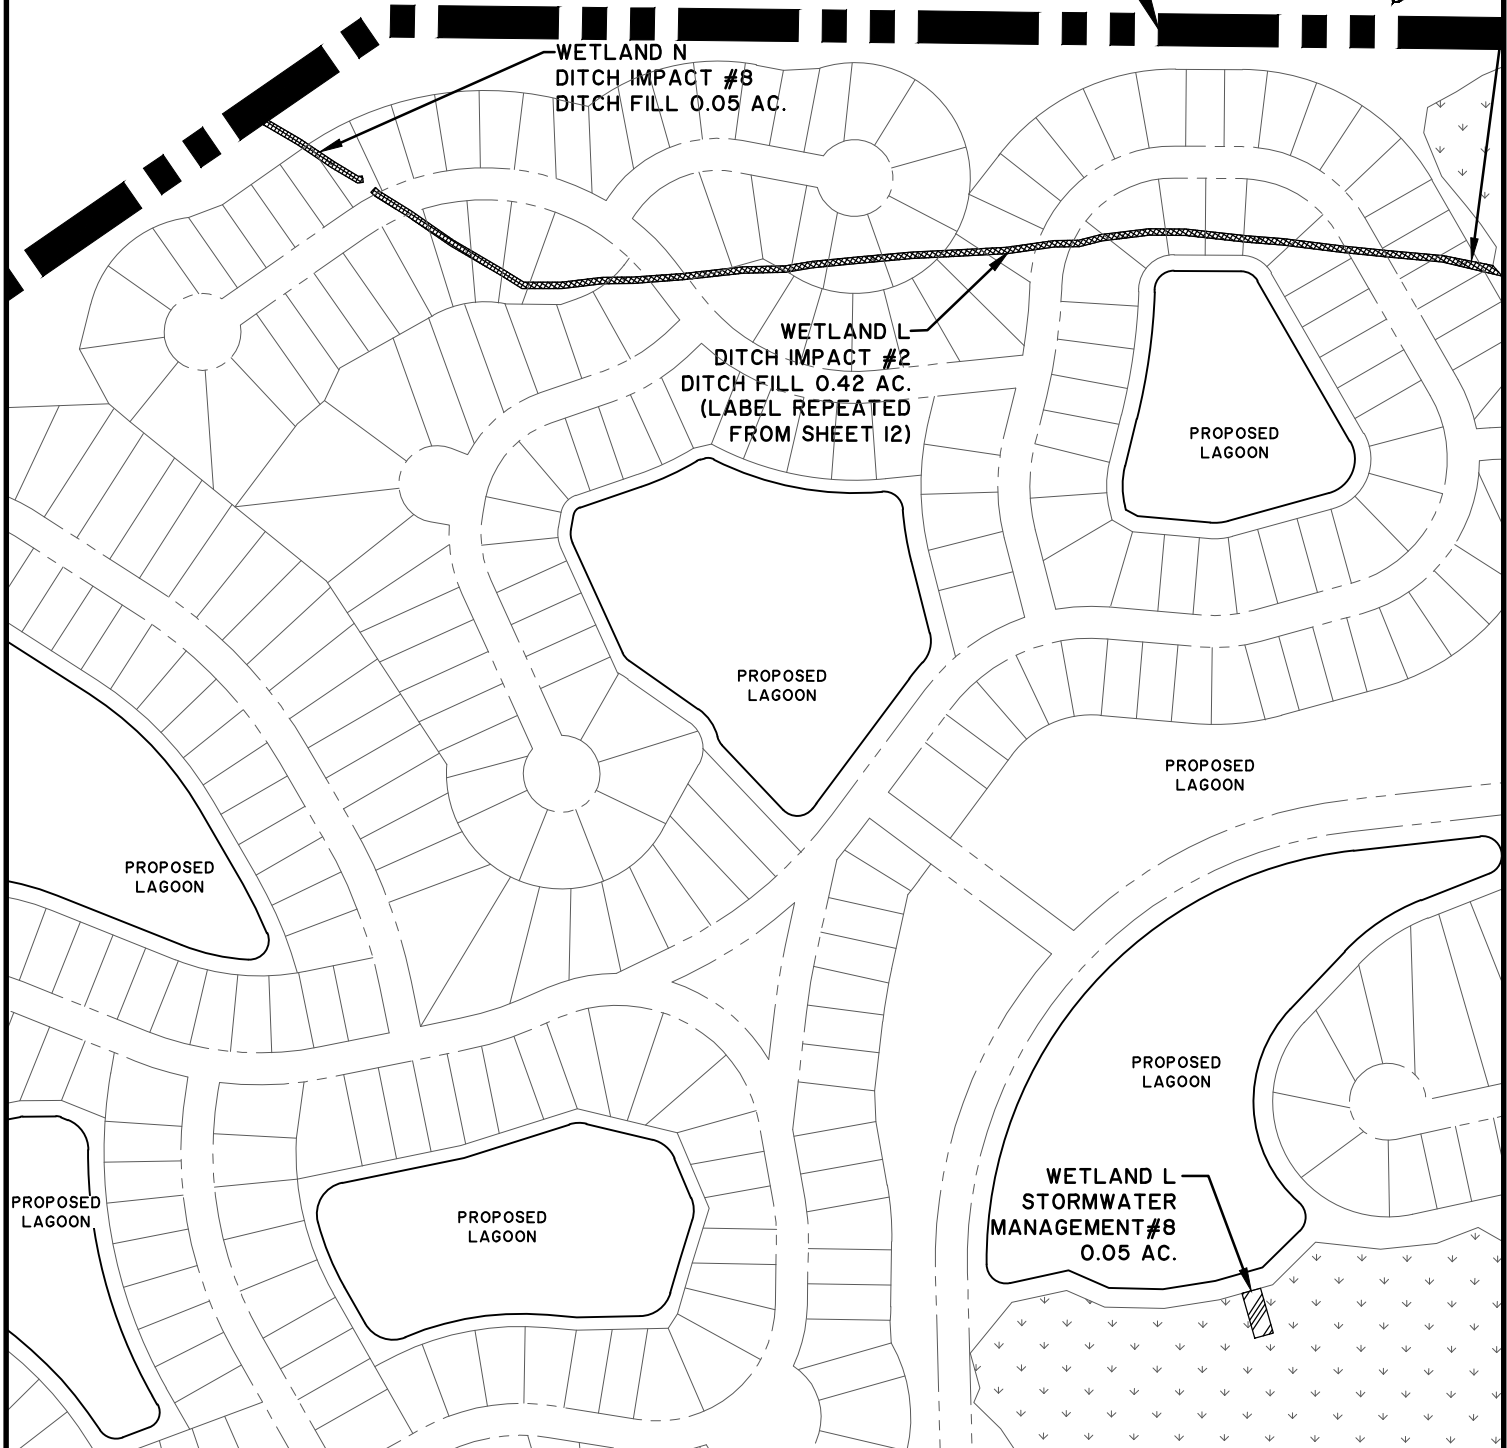 WETLAND N
DITCH IMPACT #8
DITCH FILL 0.05 AC.
WETLAND L
DITCH IMPACT #2
DITCH FILL 0.42 AC.
(LABEL REPEATED
FROM SHEET 12)
PROPOSED
LAGOON
PROPOSED
LAGOON
PROPOSED
LAGOON
PROPOSED
LAGOON
PROPOSED
LAGOON
PROPOSED
LAGOON
PROPOSED
LAGOON
WETLAND L
STORMWATER
MANAGEMENT#8
0.05 AC.